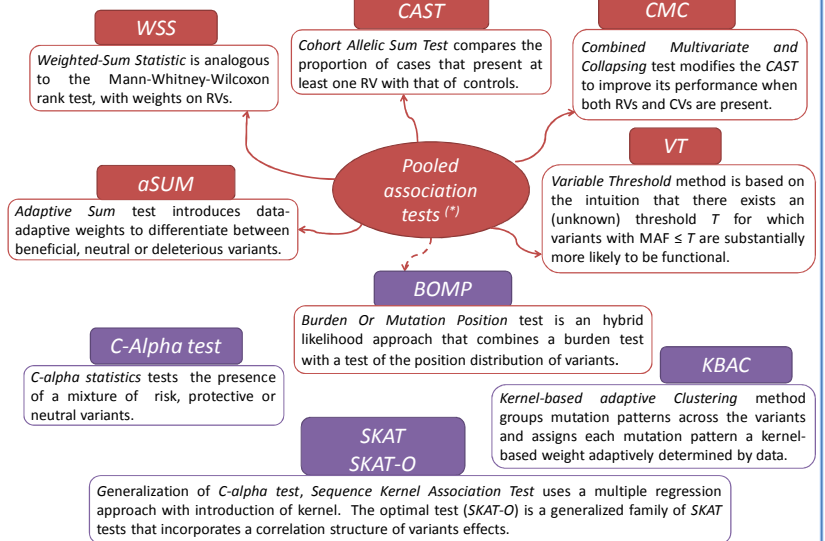 WSS
Weighted-Sum Statistic is analogous
to the Mann-Whitney-Wilcoxon
rank test, with weights on RVs.
CAST
Cohort Allelic Sum Test compares the
proportion of cases that present at
least one RV with that of controls.
CMC
Combined Multivariate and
Collapsing test modifies the CAST
to improve its performance when
both RVs and CVs are present.
aSUM
Adaptive Sum test introduces data-
adaptive weights to differentiate between
beneficial, neutral or deleterious variants.
Pooled
association
tests (*)
VT
Variable Threshold method is based on
the intuition that there exists an
(unknown) threshold T for which
variants with MAF ≤ T are substantially
more likely to be functional.
BOMP
Burden Or Mutation Position test is an hybrid
likelihood approach that combines a burden test
with a test of the position distribution of variants.
C-Alpha test
C-alpha statistics tests the presence
of a mixture of risk, protective or
neutral variants.
KBAC
Kernel-based adaptive Clustering method
groups mutation patterns across the variants
and assigns each mutation pattern a kernel-
based weight adaptively determined by data.
SKAT
SKAT-O
Generalization of C-alpha test, Sequence Kernel Association Test uses a multiple regression
approach with introduction of kernel. The optimal test (SKAT-O) is a generalized family of SKAT
tests that incorporates a correlation structure of variants effects.